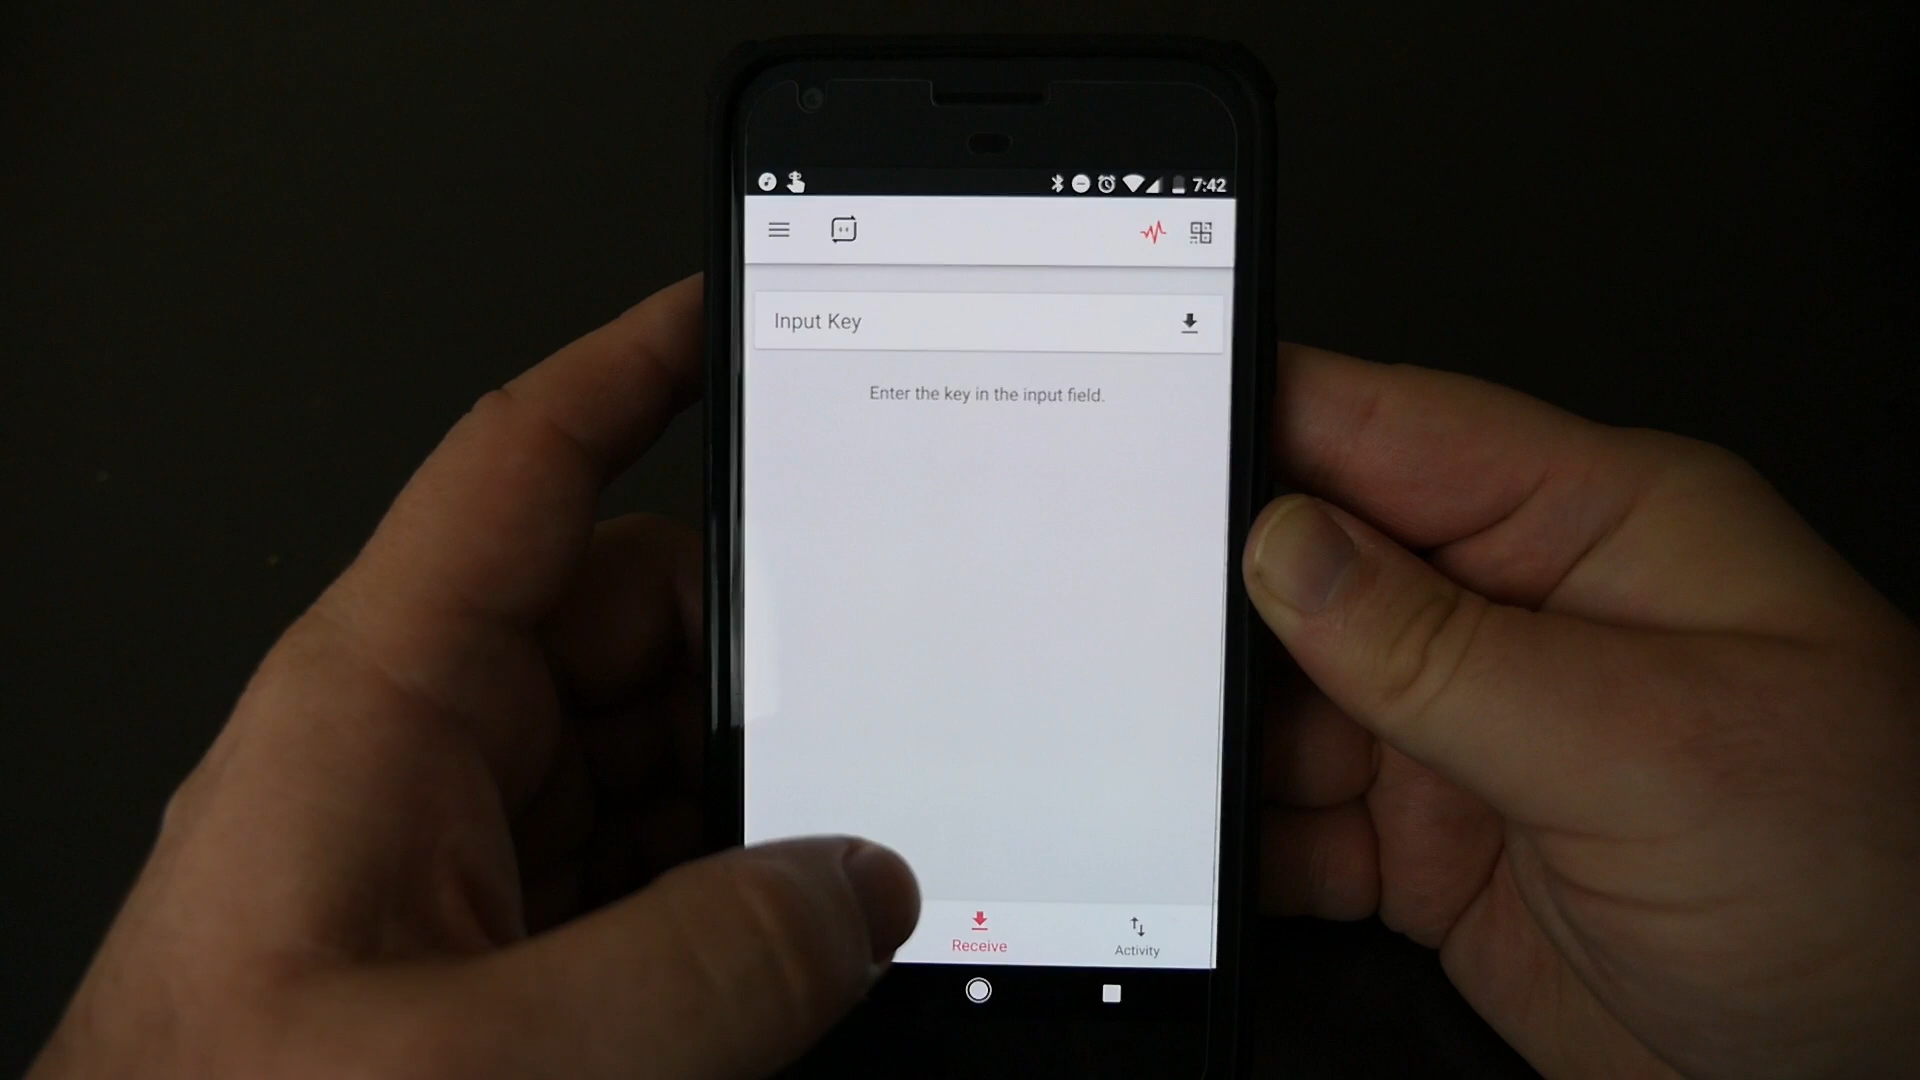 7:42
Input Key
Enter the key in the input field.
Receive
Activity